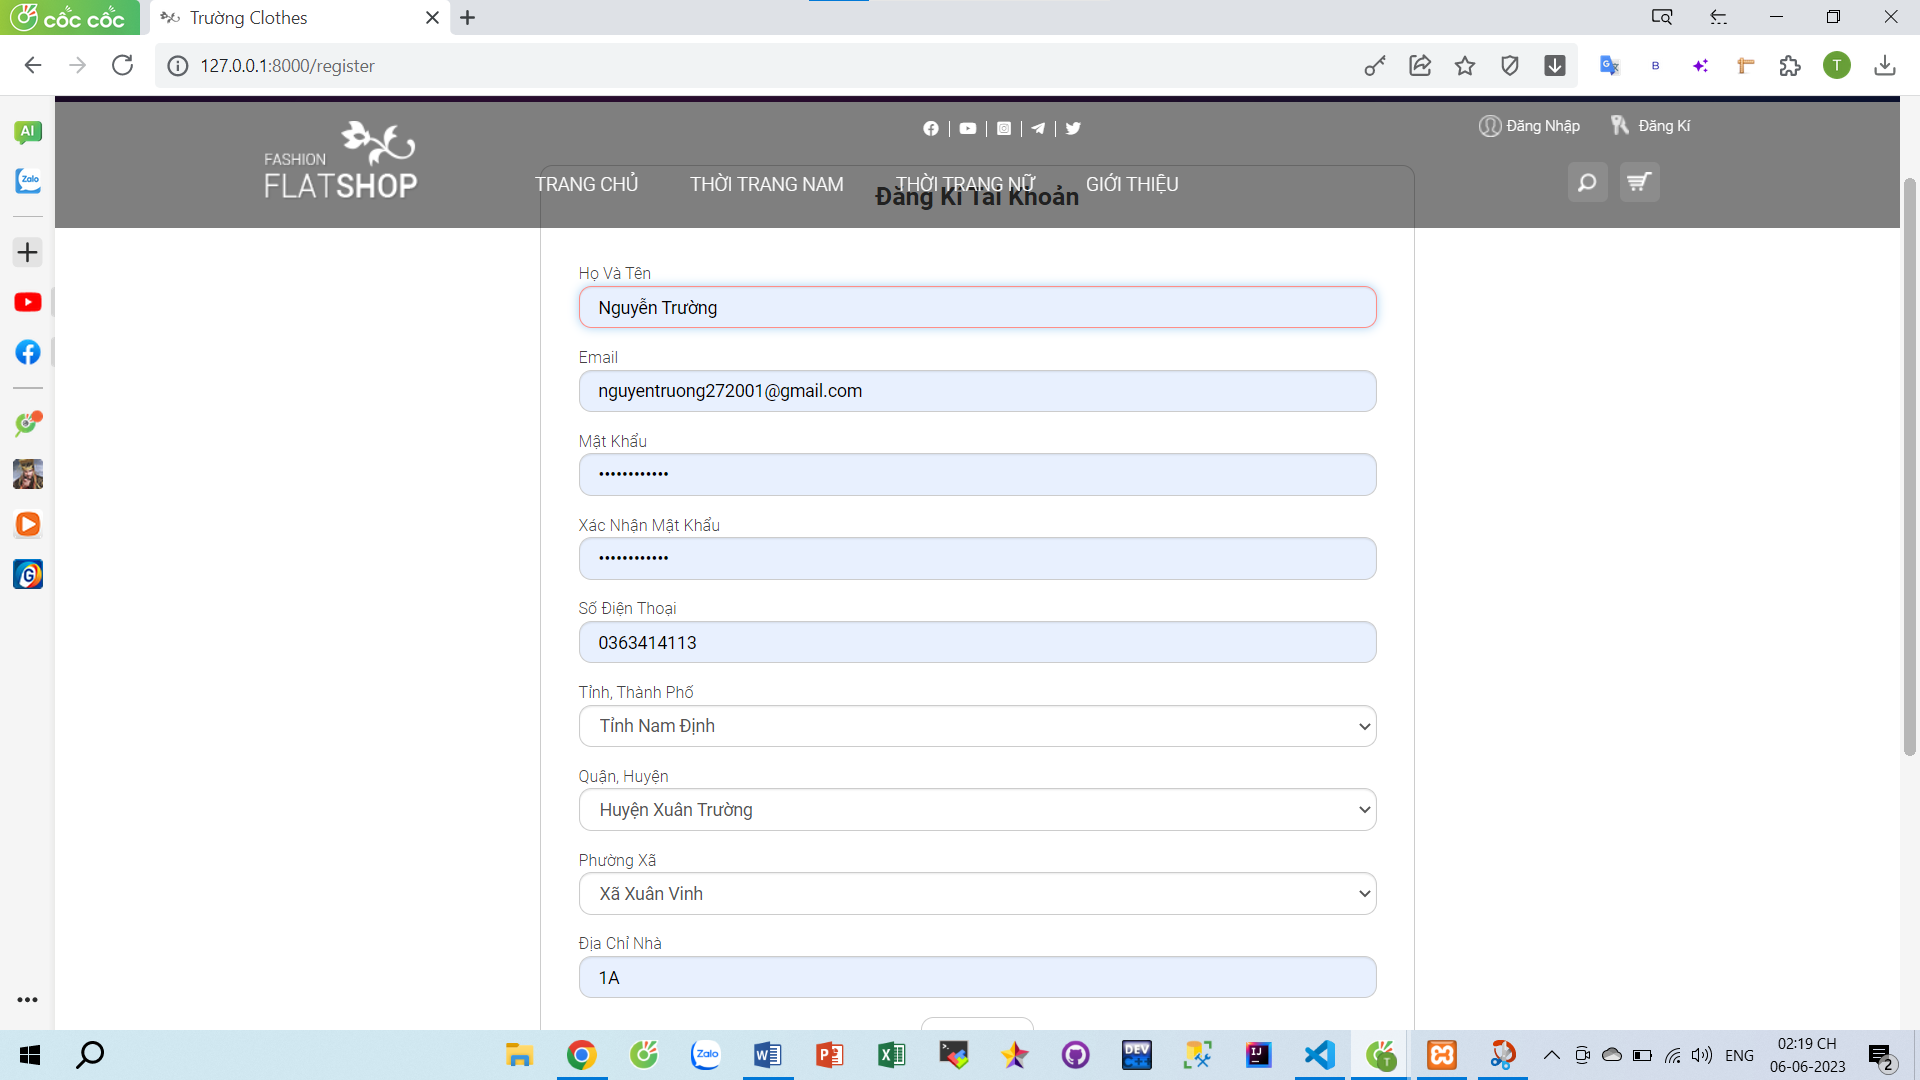 cốc cốc
Trường Clothes
127.0.0.1:8000/register
T
AI
Zalo
FASHION
FLATSHOP
Đăng Nhập
Đăng Kí
TRANG CHỦ
THỜI TRANG NAM
THỜI TRANG NỮ
GIỚI THIỆU
Đăng Kí Tài Khoản
Họ Và Tên
Nguyễn Trường
Email
nguyentruong272001@gmail.com
Mật Khẩu
••••••••••••
Xác Nhận Mật Khẩu
••••••••••••
Số Điện Thoại
0363414113
Tỉnh, Thành Phố
Tỉnh Nam Định
Quận, Huyện
Huyện Xuân Trường
Phường Xã
Xã Xuân Vinh
Địa Chỉ Nhà
1A
Zalo
DEV C++
IJ
ENG
02:19 CH
06-06-2023
2